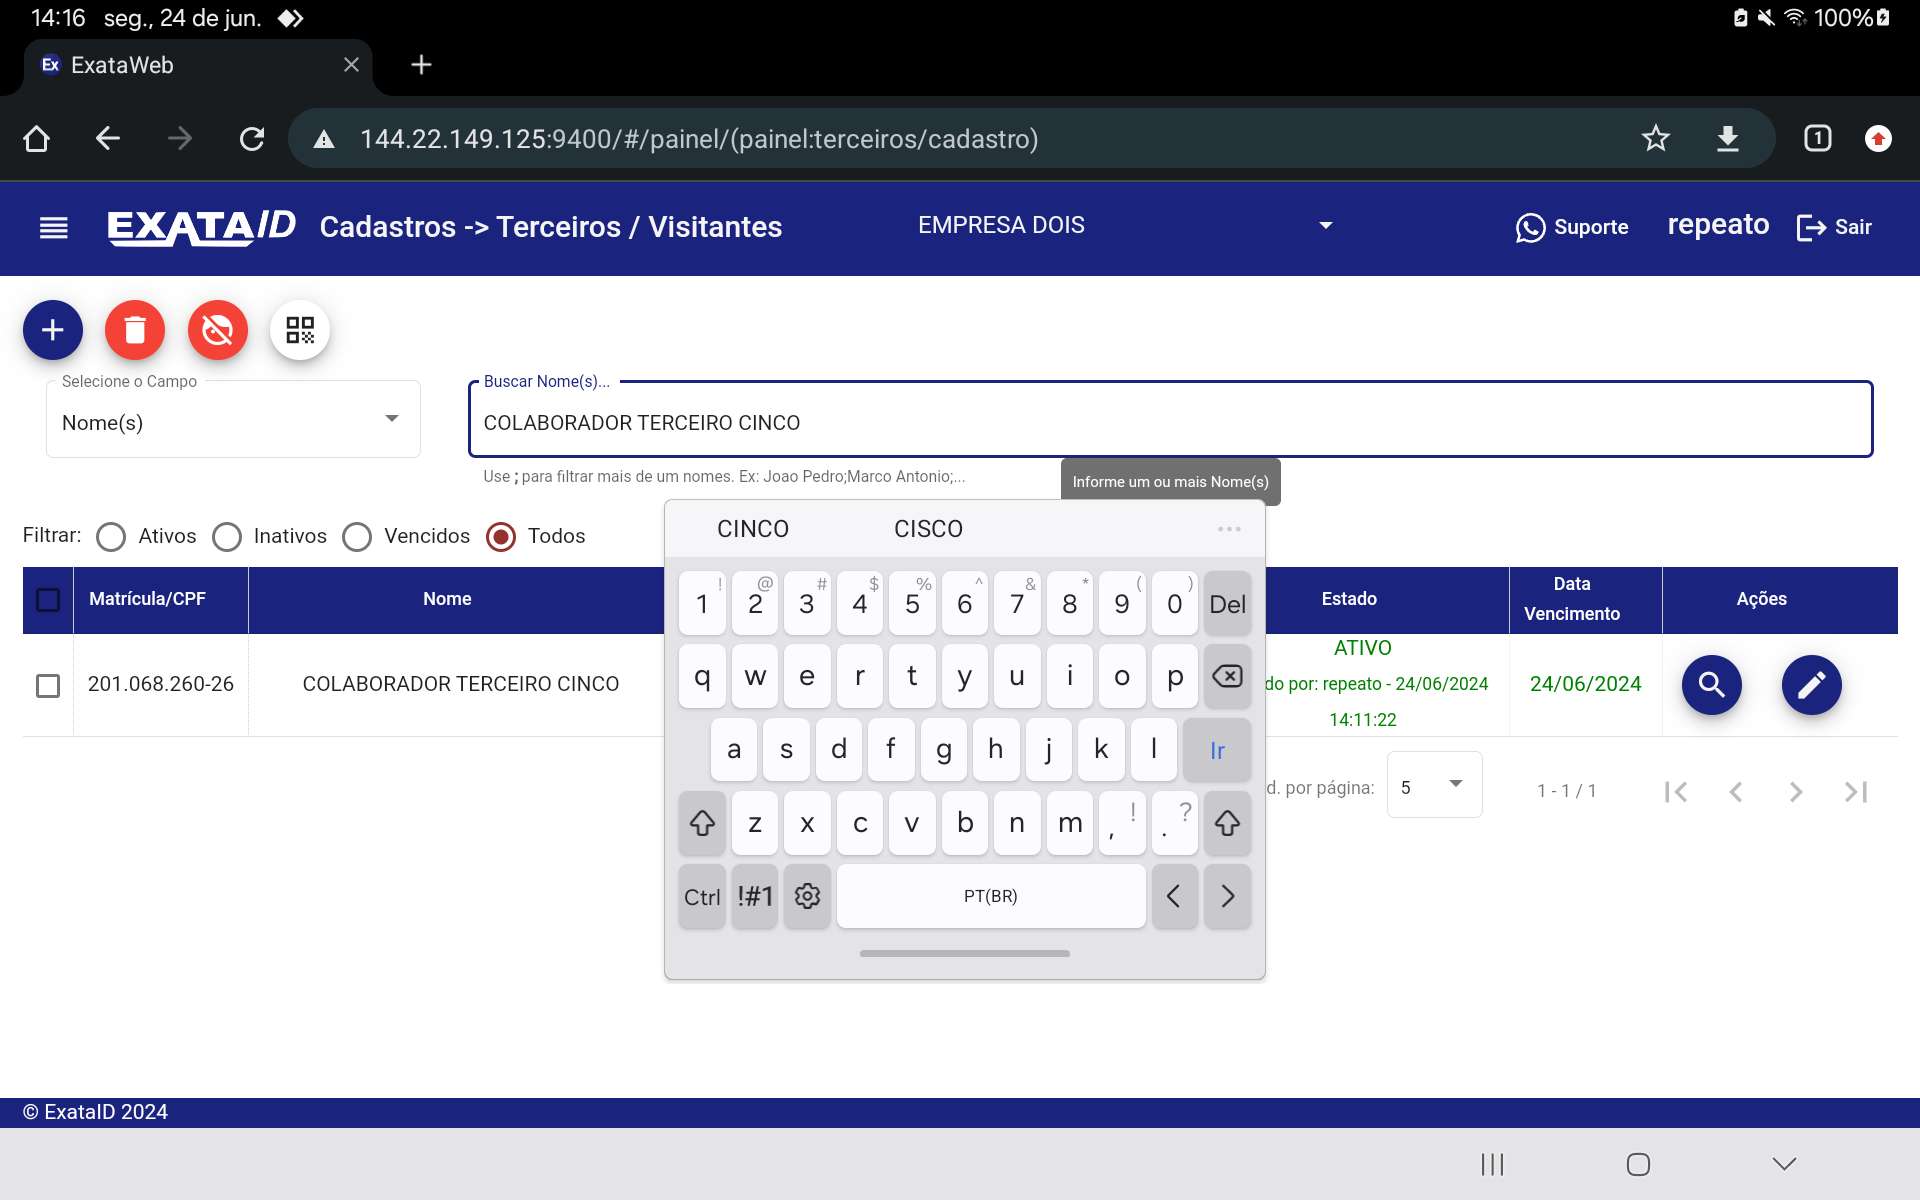 14:16 seg., 24 de jun. 100%
Ex ExataWeb
144.22.149.125:9400/#/painel/(painel:terceiros/cadastro) 1
EXATAID Cadastros -> Terceiros / Visitantes EMPRESA DOIS Suporte repeato Sair
Selecione o Campo Buscar Nome(s)...
Nome(s) COLABORADOR TERCEIRO CINCO
Use ; para filtrar mais de um nomes. Ex: Joao Pedro;Marco Antonio;... Informe um ou mais Nome(s)
Filtrar: Ativos Inativos Vencidos Todos
CINCO CISCO ...
Matrícula/CPF Nome Estado Data Vencimento Ações
201.068.260-26 COLABORADOR TERCEIRO CINCO ATIVO
do por: repeato - 24/06/2024
14:11:22
24/06/2024
! @ # $ % ^ & * ( )
1 2 3 4 5 6 7 8 9 0 Del
q w e r t y u i o p
a s d f g h j k l Ir
z x c v b n m , ! . ?
Ctrl !#1 PT(BR) < >
d. por página: 5 1 - 1 / 1
© ExataID 2024